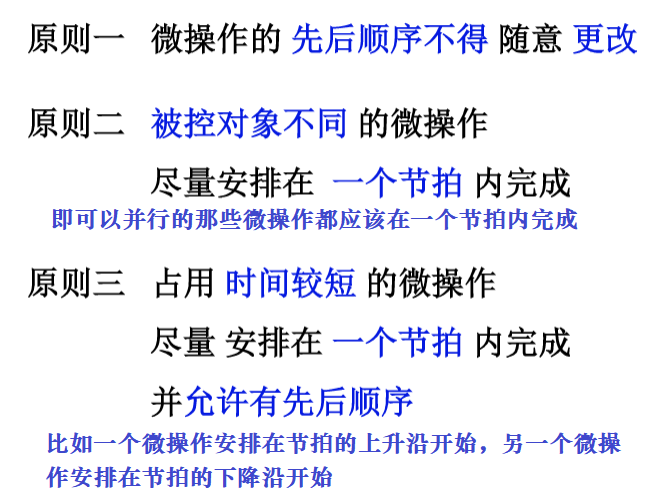 原则一 微操作的 先后顺序不得 随意 更改
原则二 被控对象不同 的微操作
尽量安排在 一个节拍 内完成
即可以并行的那些微操作都应该在一个节拍内完成
原则三 占用 时间较短 的微操作
尽量 安排在 一个节拍 内完成
并允许有先后顺序
比如一个微操作安排在节拍的上升沿开始，另一个微操
作安排在节拍的下降沿开始